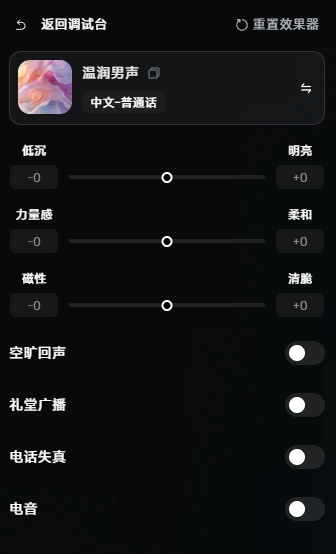 返回调试台
重置效果器
温润男声
中文-普通话
低沉
明亮
-0
+0
力量感
柔和
-0
+0
磁性
清脆
-0
+0
空旷回声
礼堂广播
电话失真
电音